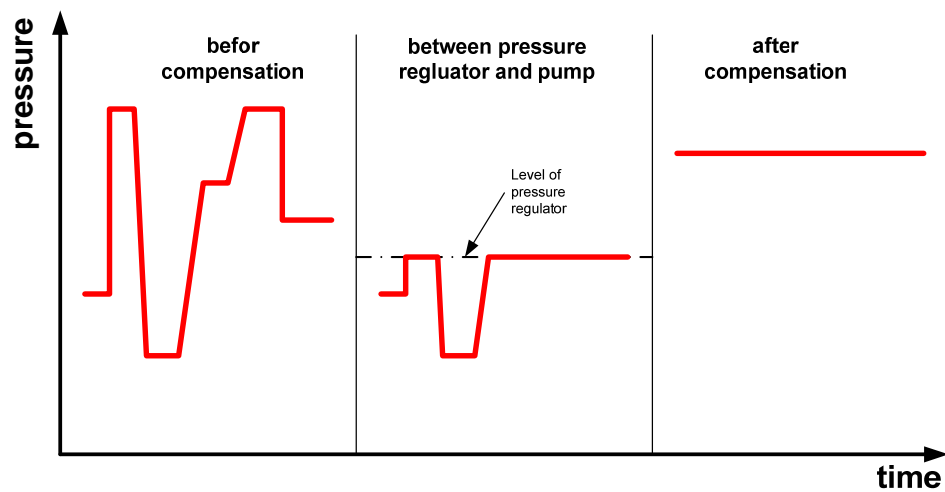 pressure
befor
compensation
between pressure
regluator and pump
after
compensation
Level of
pressure
regulator
time